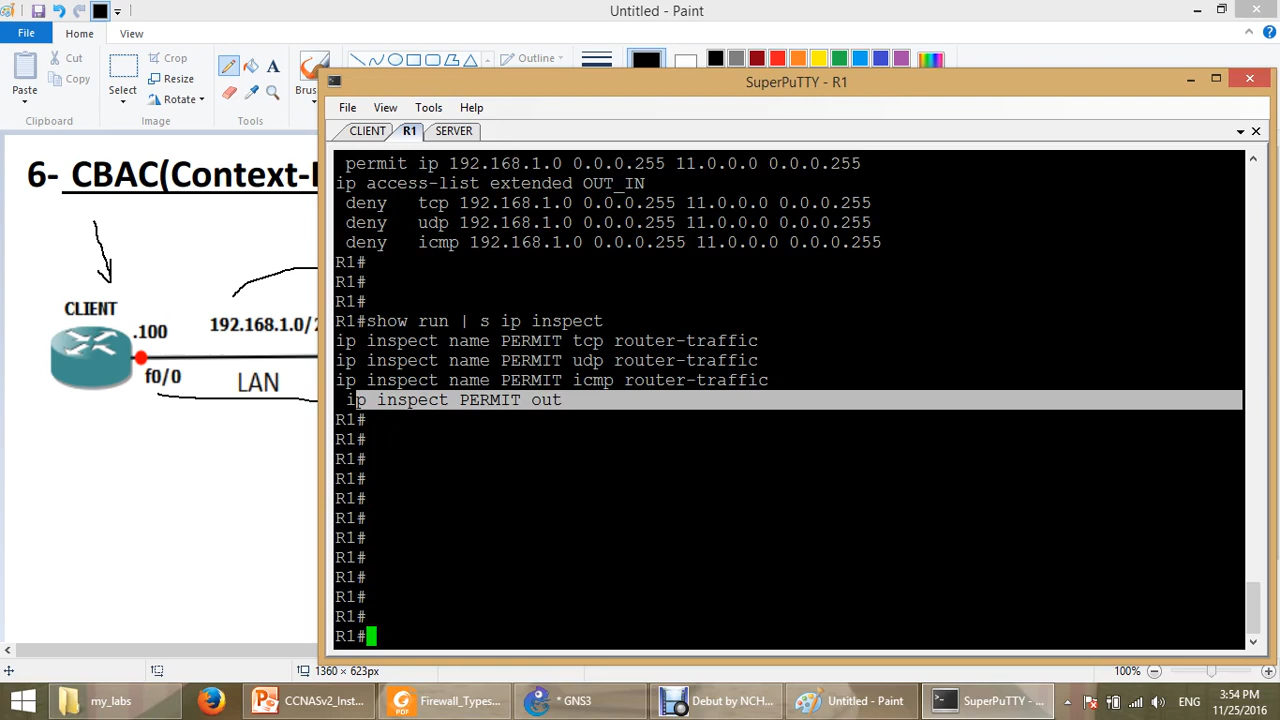 Untitled - Paint
File
Home
View
Paste
Cut
Copy
Clipboard
Select
Crop
Resize
Rotate
Image
A
Tools
Outline
SuperPuTTY - R1
File View Tools Help
CLIENT R1 SERVER
permit ip 192.168.1.0 0.0.0.255 11.0.0.0 0.0.0.255
ip access-list extended OUT_IN
deny tcp 192.168.1.0 0.0.0.255 11.0.0.0 0.0.0.255
deny udp 192.168.1.0 0.0.0.255 11.0.0.0 0.0.0.255
deny icmp 192.168.1.0 0.0.0.255 11.0.0.0 0.0.0.255
R1#
R1#
R1#
R1#show run | s ip inspect
ip inspect name PERMIT tcp router-traffic
ip inspect name PERMIT udp router-traffic
ip inspect name PERMIT icmp router-traffic
ip inspect PERMIT out
R1#
R1#
R1#
R1#
R1#
R1#
R1#
R1#
R1#
R1#
R1#
R1#
6- CBAC(Context-
CLIENT
.100
192.168.1.0/
f0/0
LAN
1360 × 623px
100%
my_labs
CCNASv2_Inst...
Firewall_Types...
* GNS3
Debut by NCH...
Untitled - Paint
SuperPuTTY - ...
ENG
3:54 PM
11/25/2016